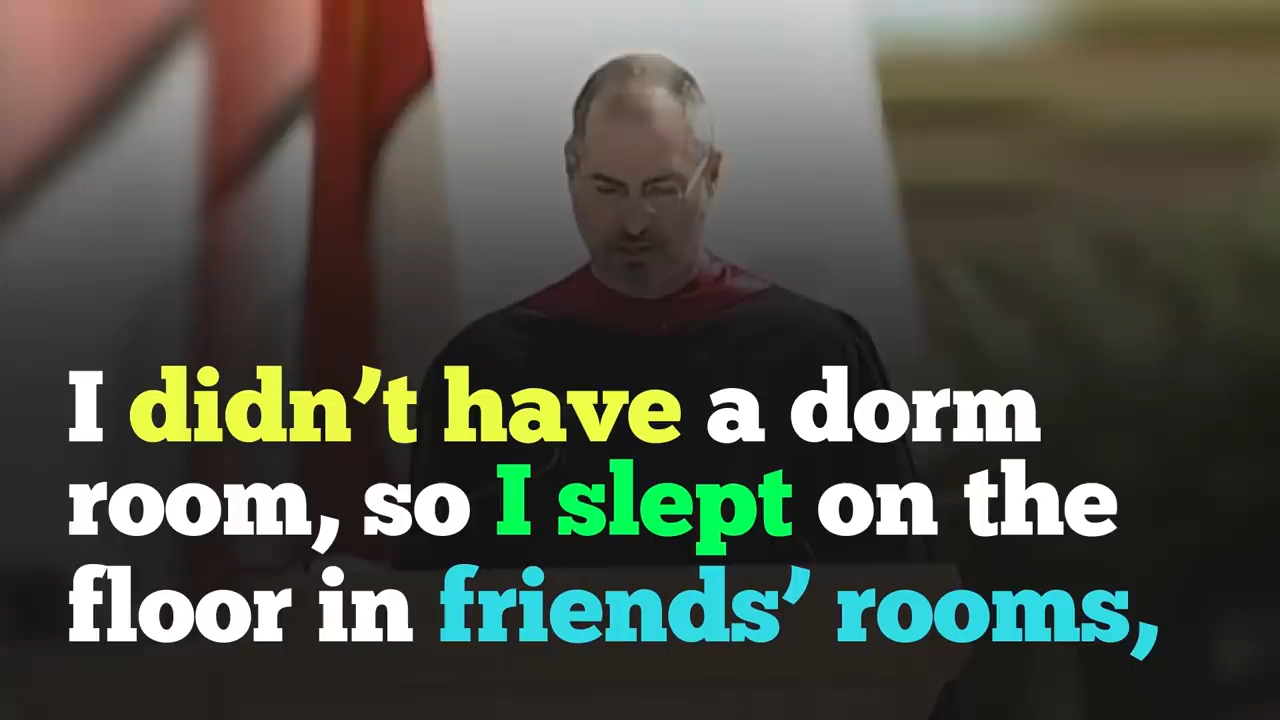 I didn’t have a dorm
room, so I slept on the
floor in friends’ rooms,